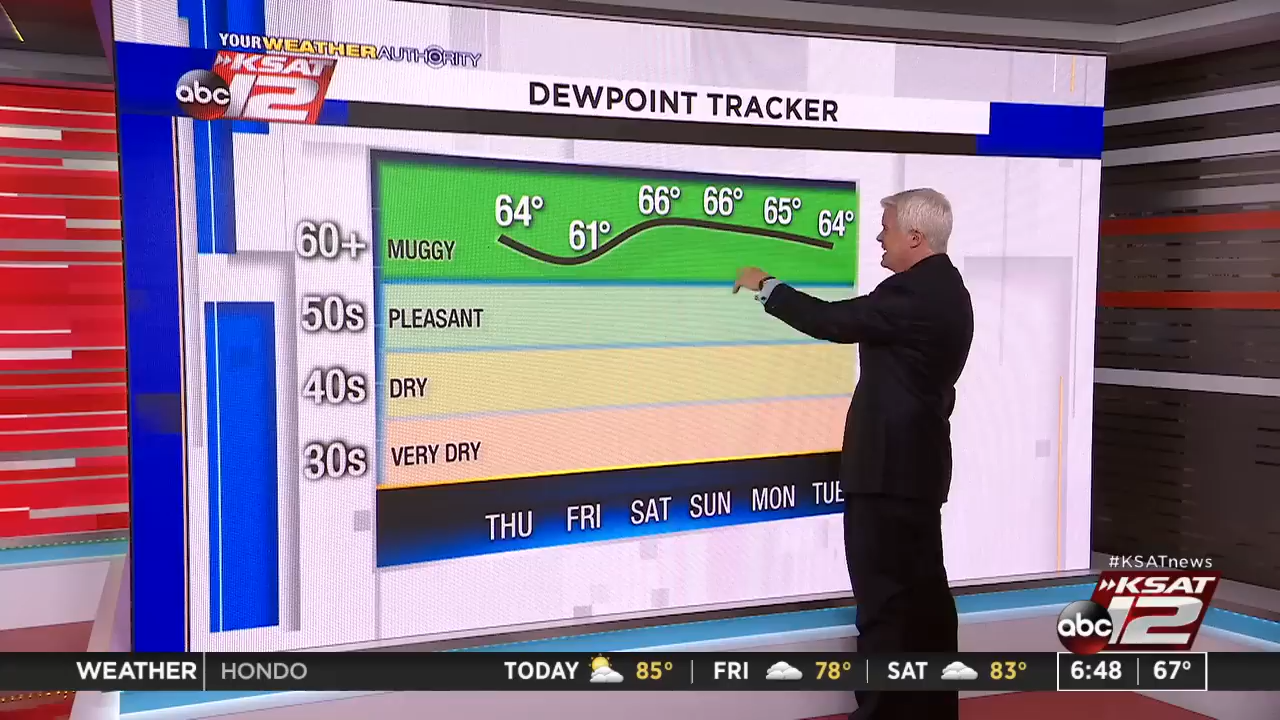 YOUR WEATHER AUTHORITY
KSAT
abc 12
DEWPOINT TRACKER
64° 61° 66° 66° 65° 64°
60+ MUGGY
50s PLEASANT
40s DRY
30s VERY DRY
THU FRI SAT SUN MON TUE
#KSATnews
KSAT
abc 12
WEATHER HONDO TODAY 85° FRI 78° SAT 83° 6:48 67°